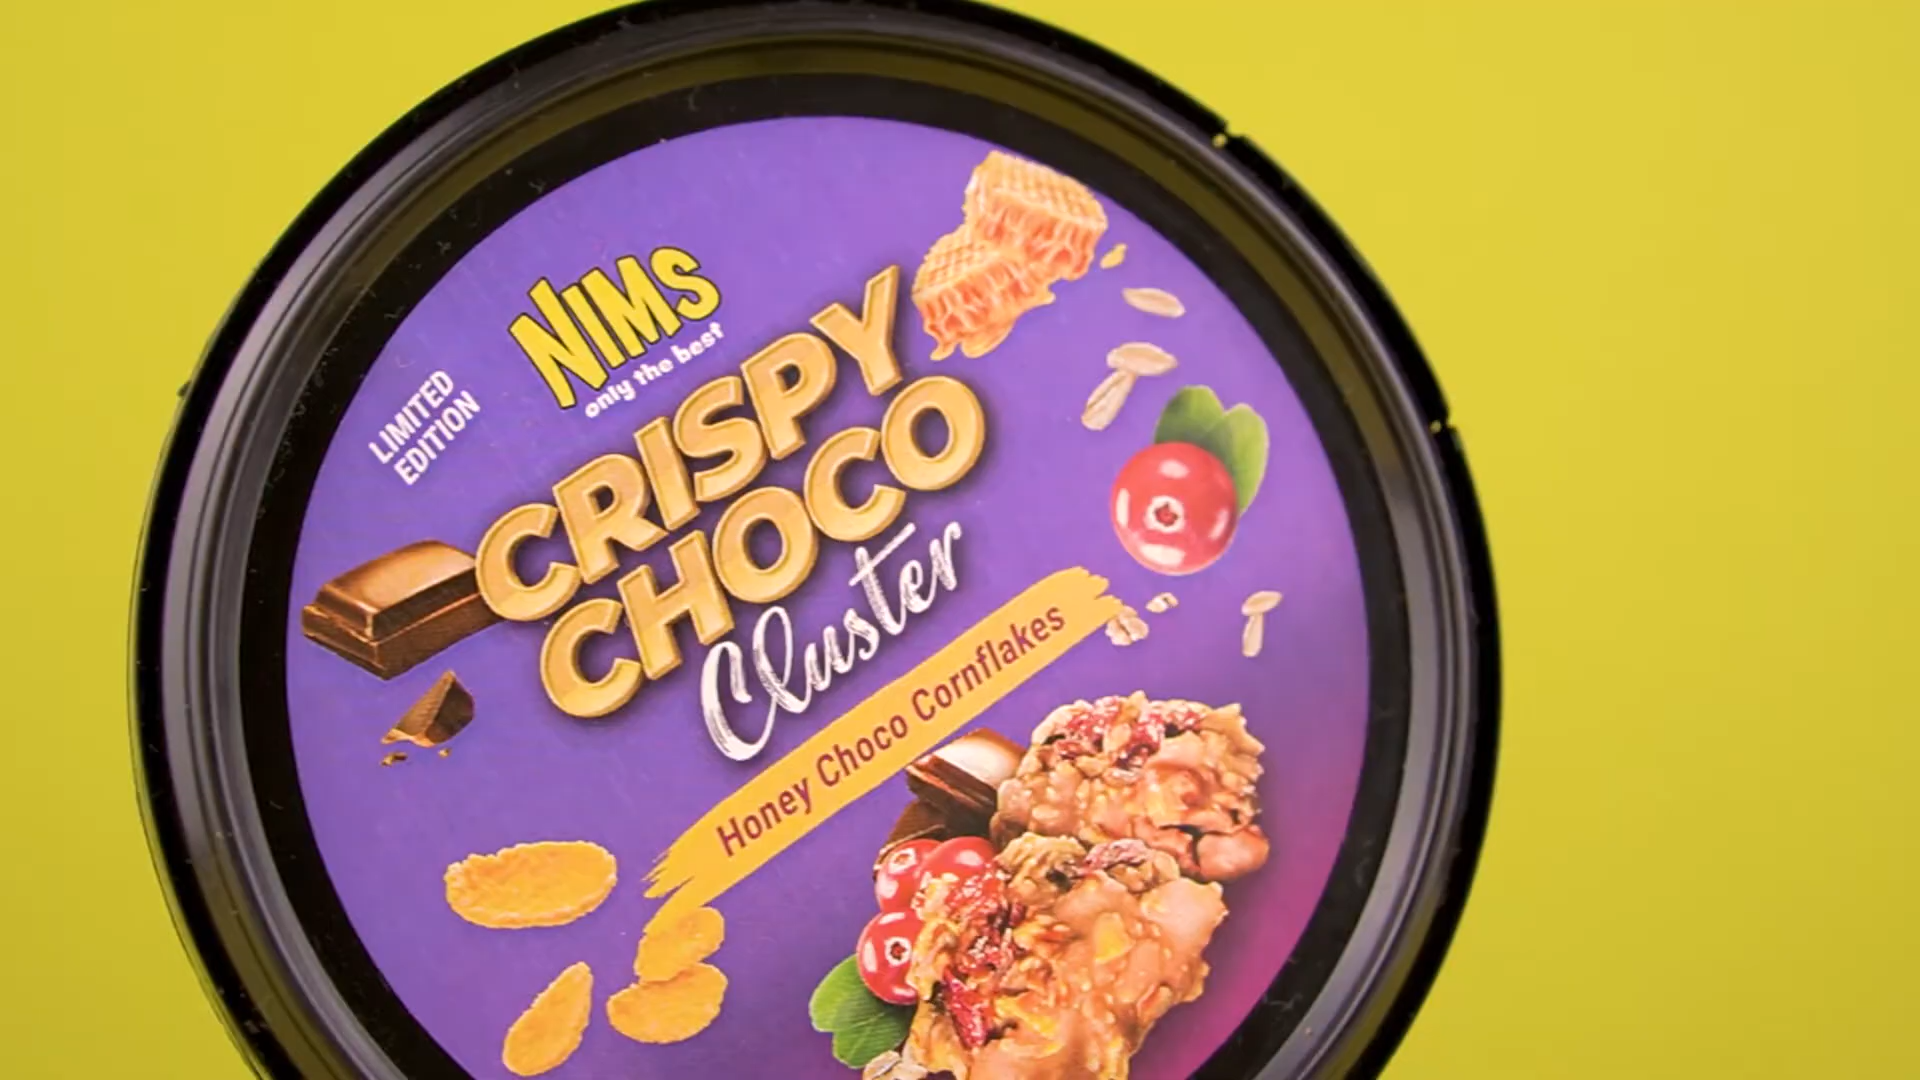 LIMITED
EDITION
NIMS
only the best
CRISPY
CHOCO
Cluster
Honey Choco Cornflakes